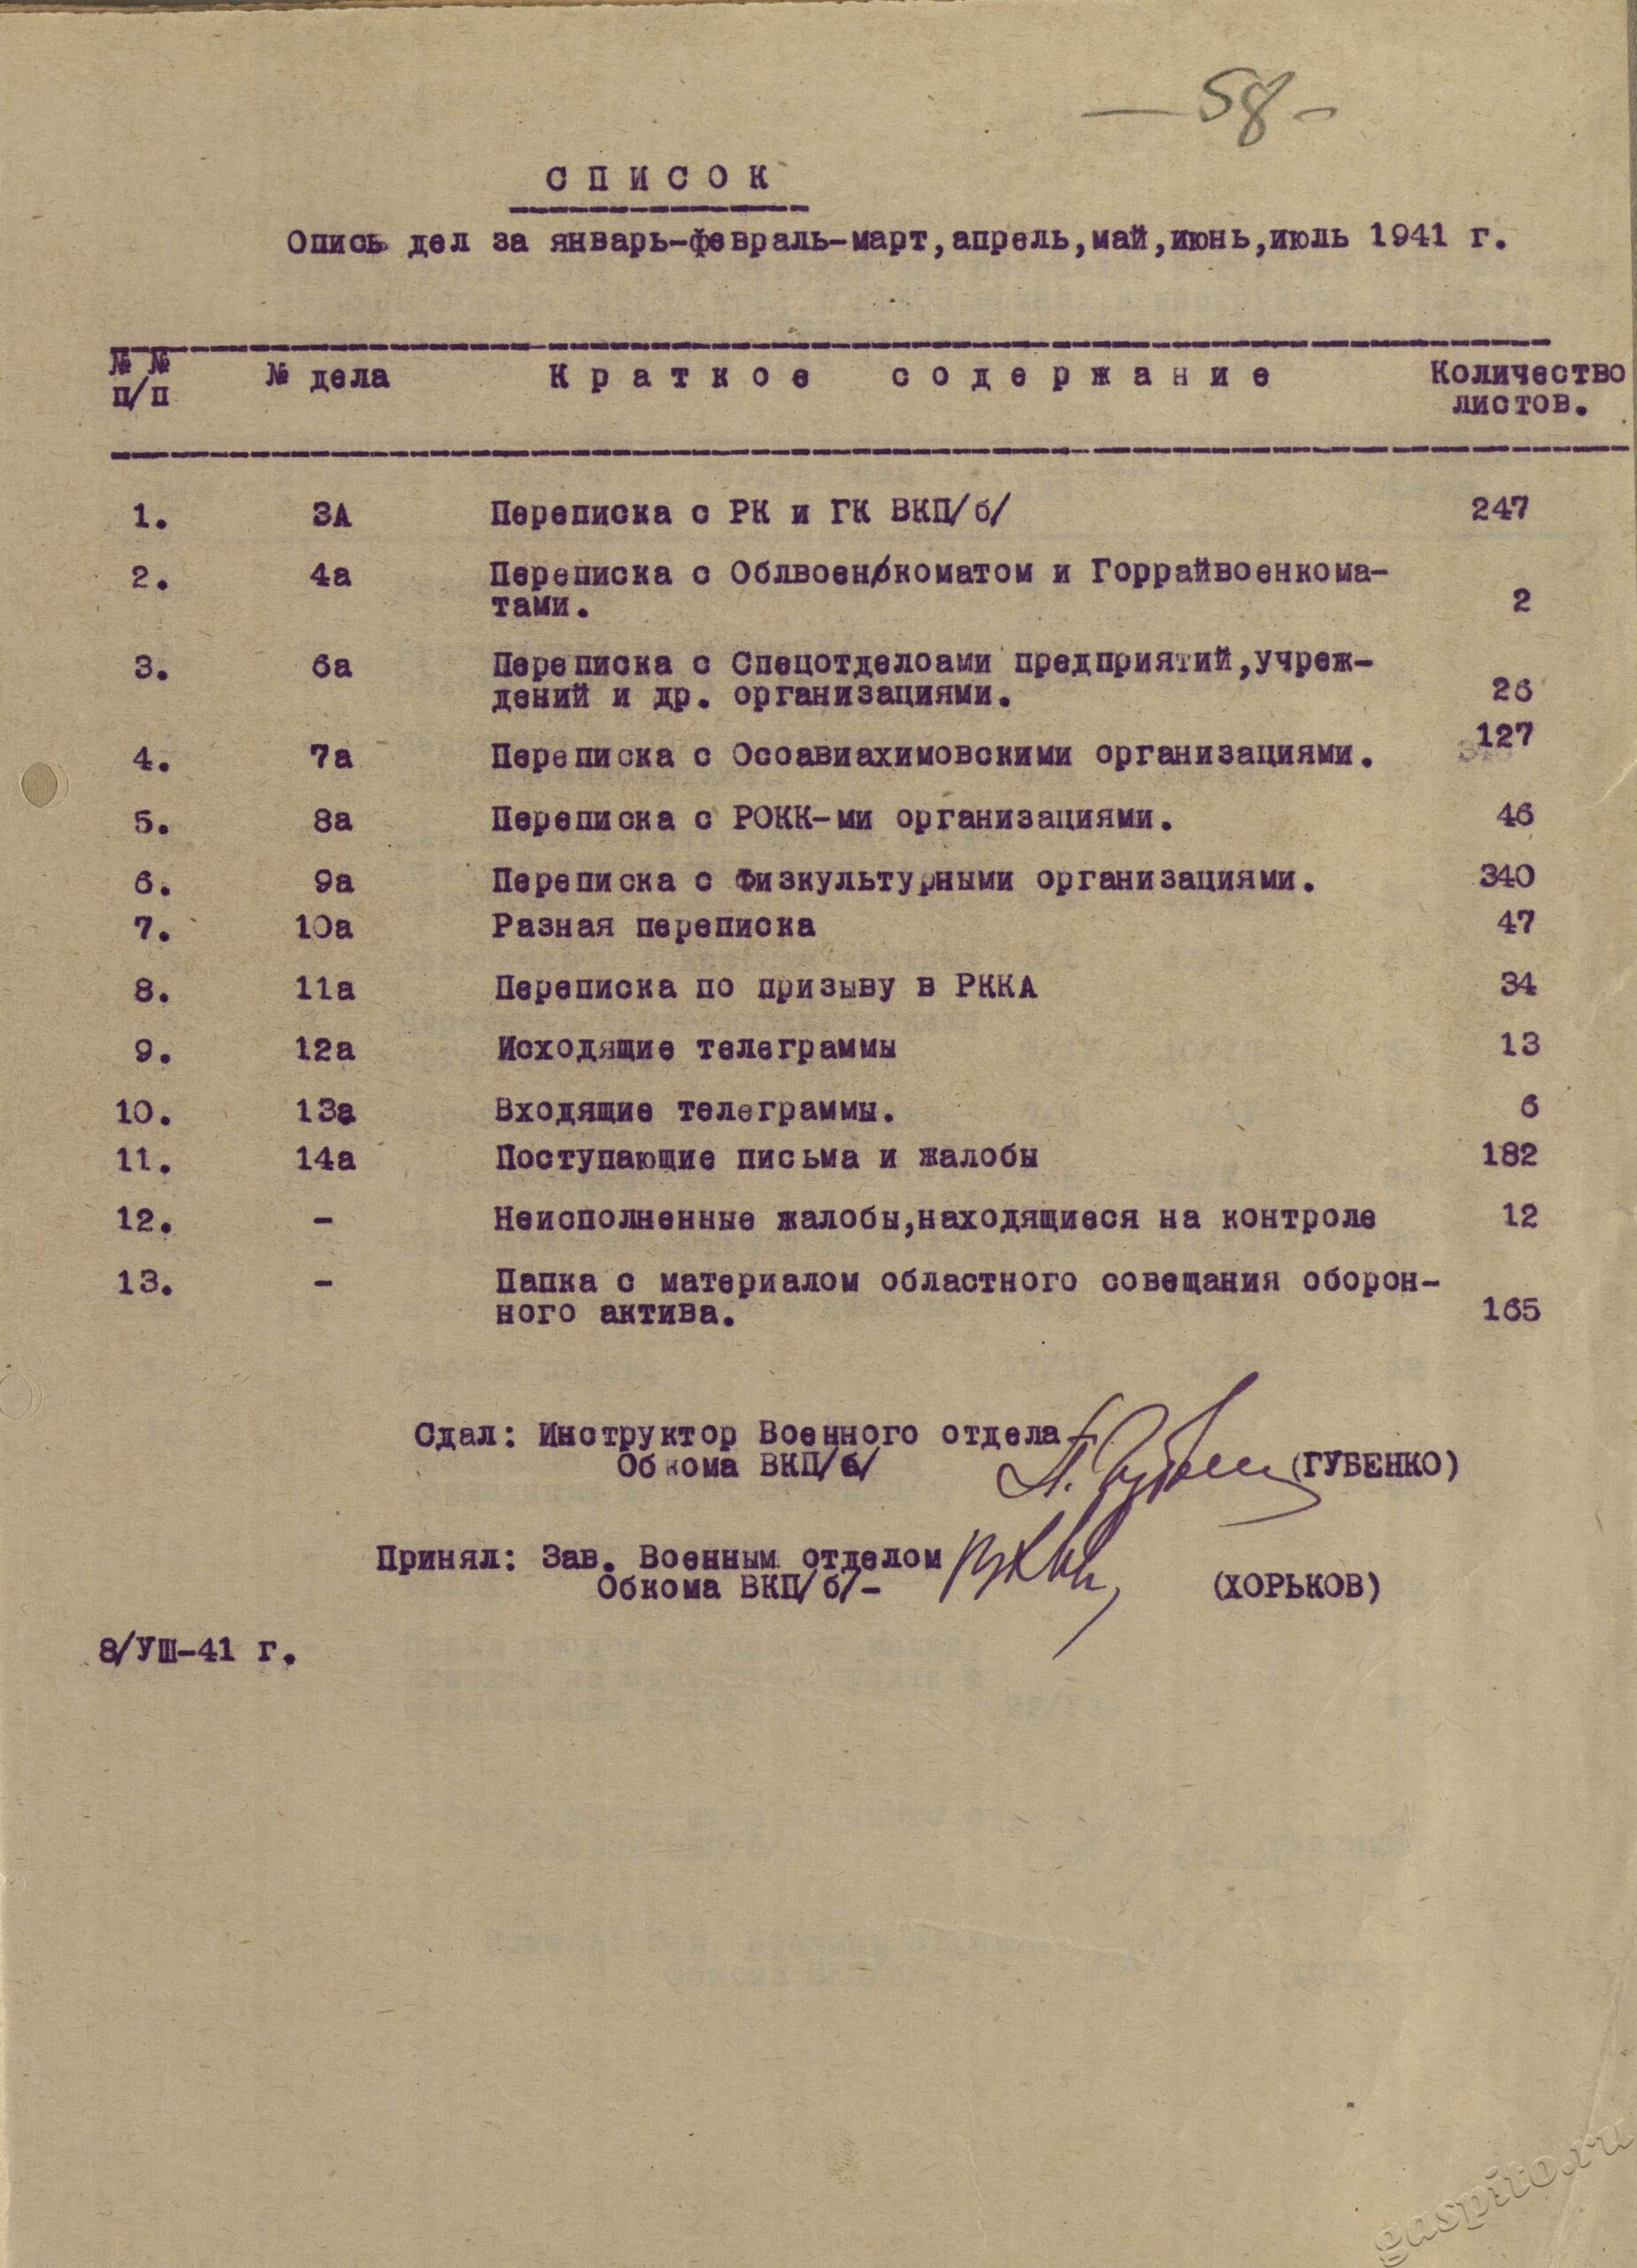 — 58 -
С П И С О К
Опись дел за январь-февраль-март,апрель,май,июнь,июль 1941 г.
№ №
п/п
№ дела
К р а т к о е   с о д е р ж а н и е
Количество
листов.
1. 3А Переписка с РК и ГК ВКП/б/ 247
2. 4а Переписка с Облвоенкоматом и Горрайвоенкома-
тами. 2
3. 6а Переписка с Спецотделоами предприятий,учреж-
дений и др. организациями. 26
4. 7а Переписка с Осоавиахимовскими организациями. 127
5. 8а Переписка с РОКК-ми организациями. 46
6. 9а Переписка с Физкультурными организациями. 340
7. 10а Разная переписка 47
8. 11а Переписка по призыву в РККА 34
9. 12а Исходящие телеграммы 13
10. 13а Входящие телеграммы. 6
11. 14а Поступающие письма и жалобы 182
12. - Неисполненные жалобы,находящиеся на контроле 12
13. - Папка с материалом областного совещания оборон-
ного актива. 165
Сдал: Инструктор Военного отдела
Обкома ВКП/б/ (ГУБЕНКО)
Принял: Зав. Военным отделом
Обкома ВКП/б/- (ХОРЬКОВ)
8/УШ-41 г.
gaspito.ru